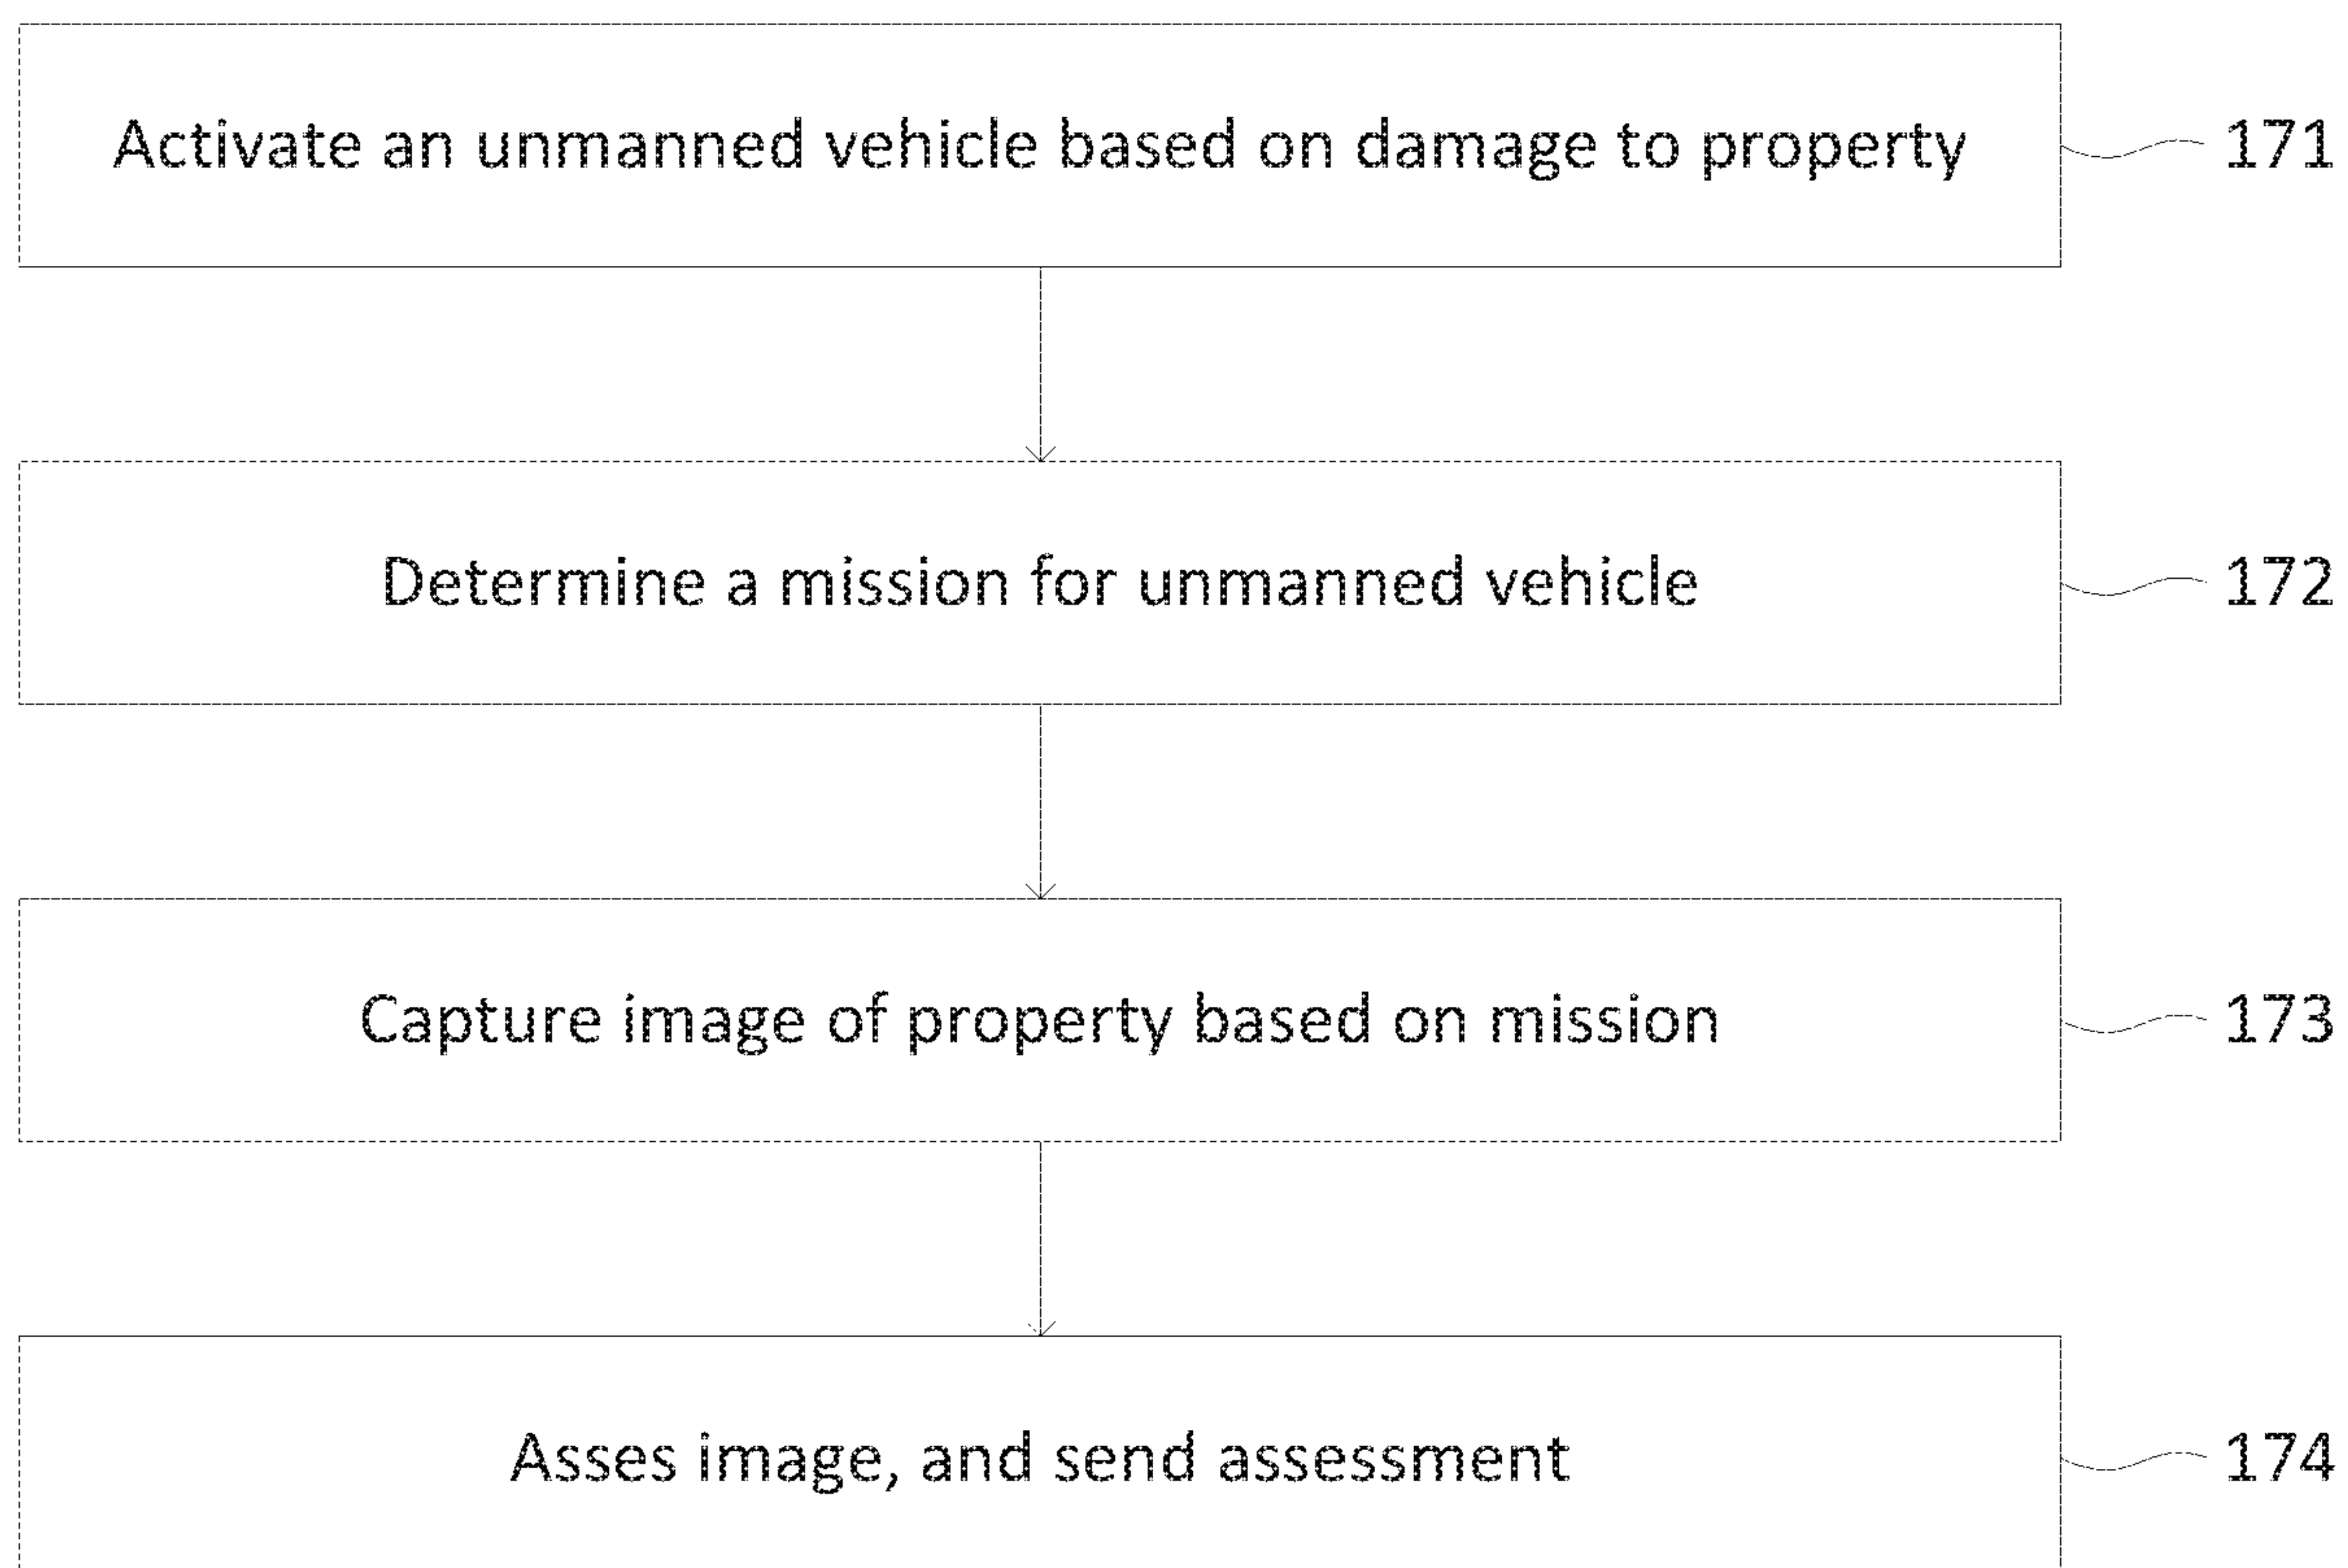 Activate an unmanned vehicle based on damage to property
171
Determine a mission for unmanned vehicle
172
Capture image of property based on mission
173
Asses image, and send assessment
174